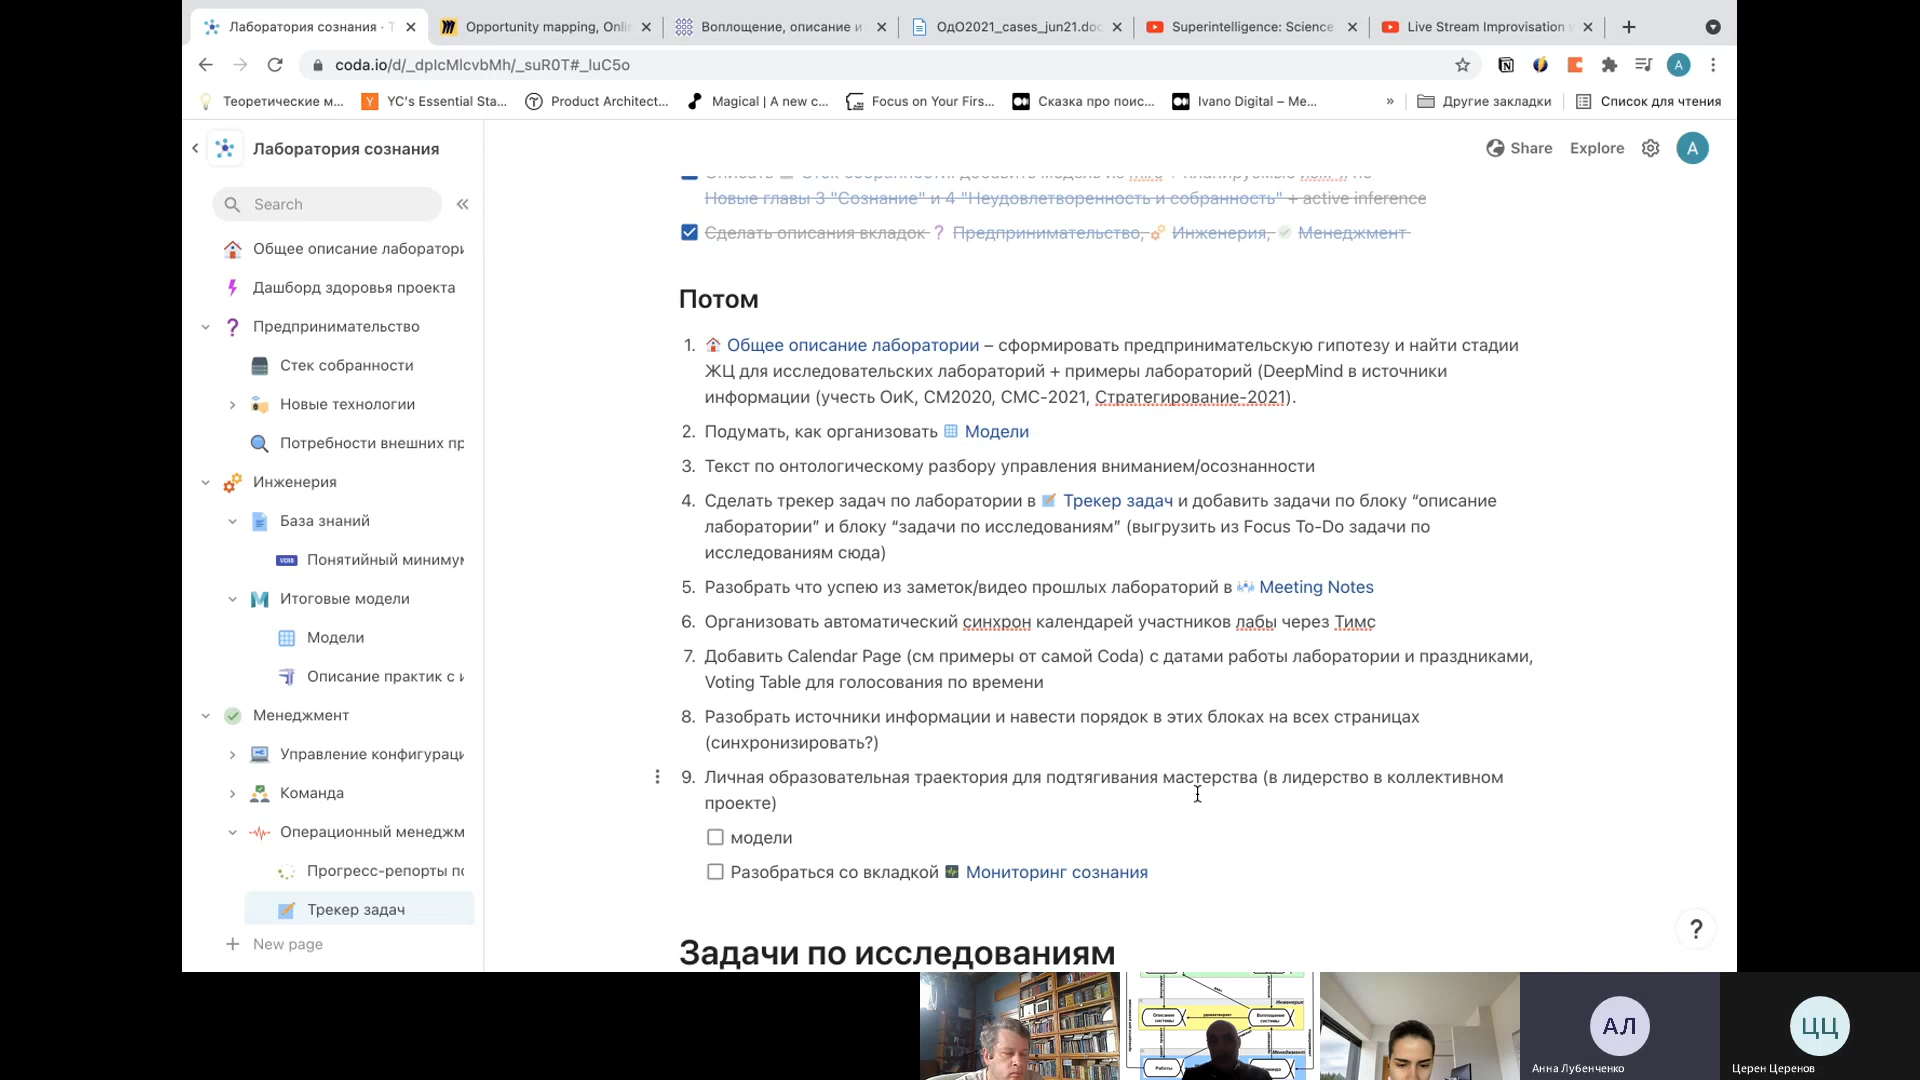 Лаборатория сознания · T
Opportunity mapping, Onli
Воплощение, описание и
ОдО2021_cases_jun21.doc
Superintelligence: Science
Live Stream Improvisation w
coda.io/d/_dpIcMlcvbMh/_suR0T#_luC5o
A
Теоретические м...
YC's Essential Sta...
Product Architect...
Magical | A new c...
Focus on Your Firs...
Сказка про поис...
Ivano Digital – Me...
»
Другие закладки
Список для чтения
Лаборатория сознания
Share
Explore
A
Search
Общее описание лаборатори
Дашборд здоровья проекта
Предпринимательство
Стек собранности
Новые технологии
Потребности внешних пр
Инженерия
База знаний
Понятийный минимум
Итоговые модели
Модели
Описание практик с и
Менеджмент
Управление конфигураци
Команда
Операционный менеджм
Прогресс-репорты по
Трекер задач
New page
Новые главы 3 "Сознание" и 4 "Неудовлетворенность и собранность" + active inference
Сделать описания вкладок ❓ Предпринимательство, Инженерия, Менеджмент
Потом
1. Общее описание лаборатории – сформировать предпринимательскую гипотезу и найти стадии
ЖЦ для исследовательских лабораторий + примеры лабораторий (DeepMind в источники
информации (учесть ОиК, СМ2020, СМС-2021, Стратегирование-2021).
2. Подумать, как организовать Модели
3. Текст по онтологическому разбору управления вниманием/осознанности
4. Сделать трекер задач по лаборатории в Трекер задач и добавить задачи по блоку “описание
лаборатории” и блоку “задачи по исследованиям” (выгрузить из Focus To-Do задачи по
исследованиям сюда)
5. Разобрать что успею из заметок/видео прошлых лабораторий в Meeting Notes
6. Организовать автоматический синхрон календарей участников лабы через Тимс
7. Добавить Calendar Page (см примеры от самой Coda) с датами работы лаборатории и праздниками,
Voting Table для голосования по времени
8. Разобрать источники информации и навести порядок в этих блоках на всех страницах
(синхронизировать?)
9. Личная образовательная траектория для подтягивания мастерства (в лидерство в коллективном
проекте)
модели
Разобраться со вкладкой Мониторинг сознания
Задачи по исследованиям
?
Инженерия
Описание системы
удовлетворяет
Воплощение системы
Менеджмент
Работы
АЛ
Анна Лубенченко
ЦЦ
Церен Церенов